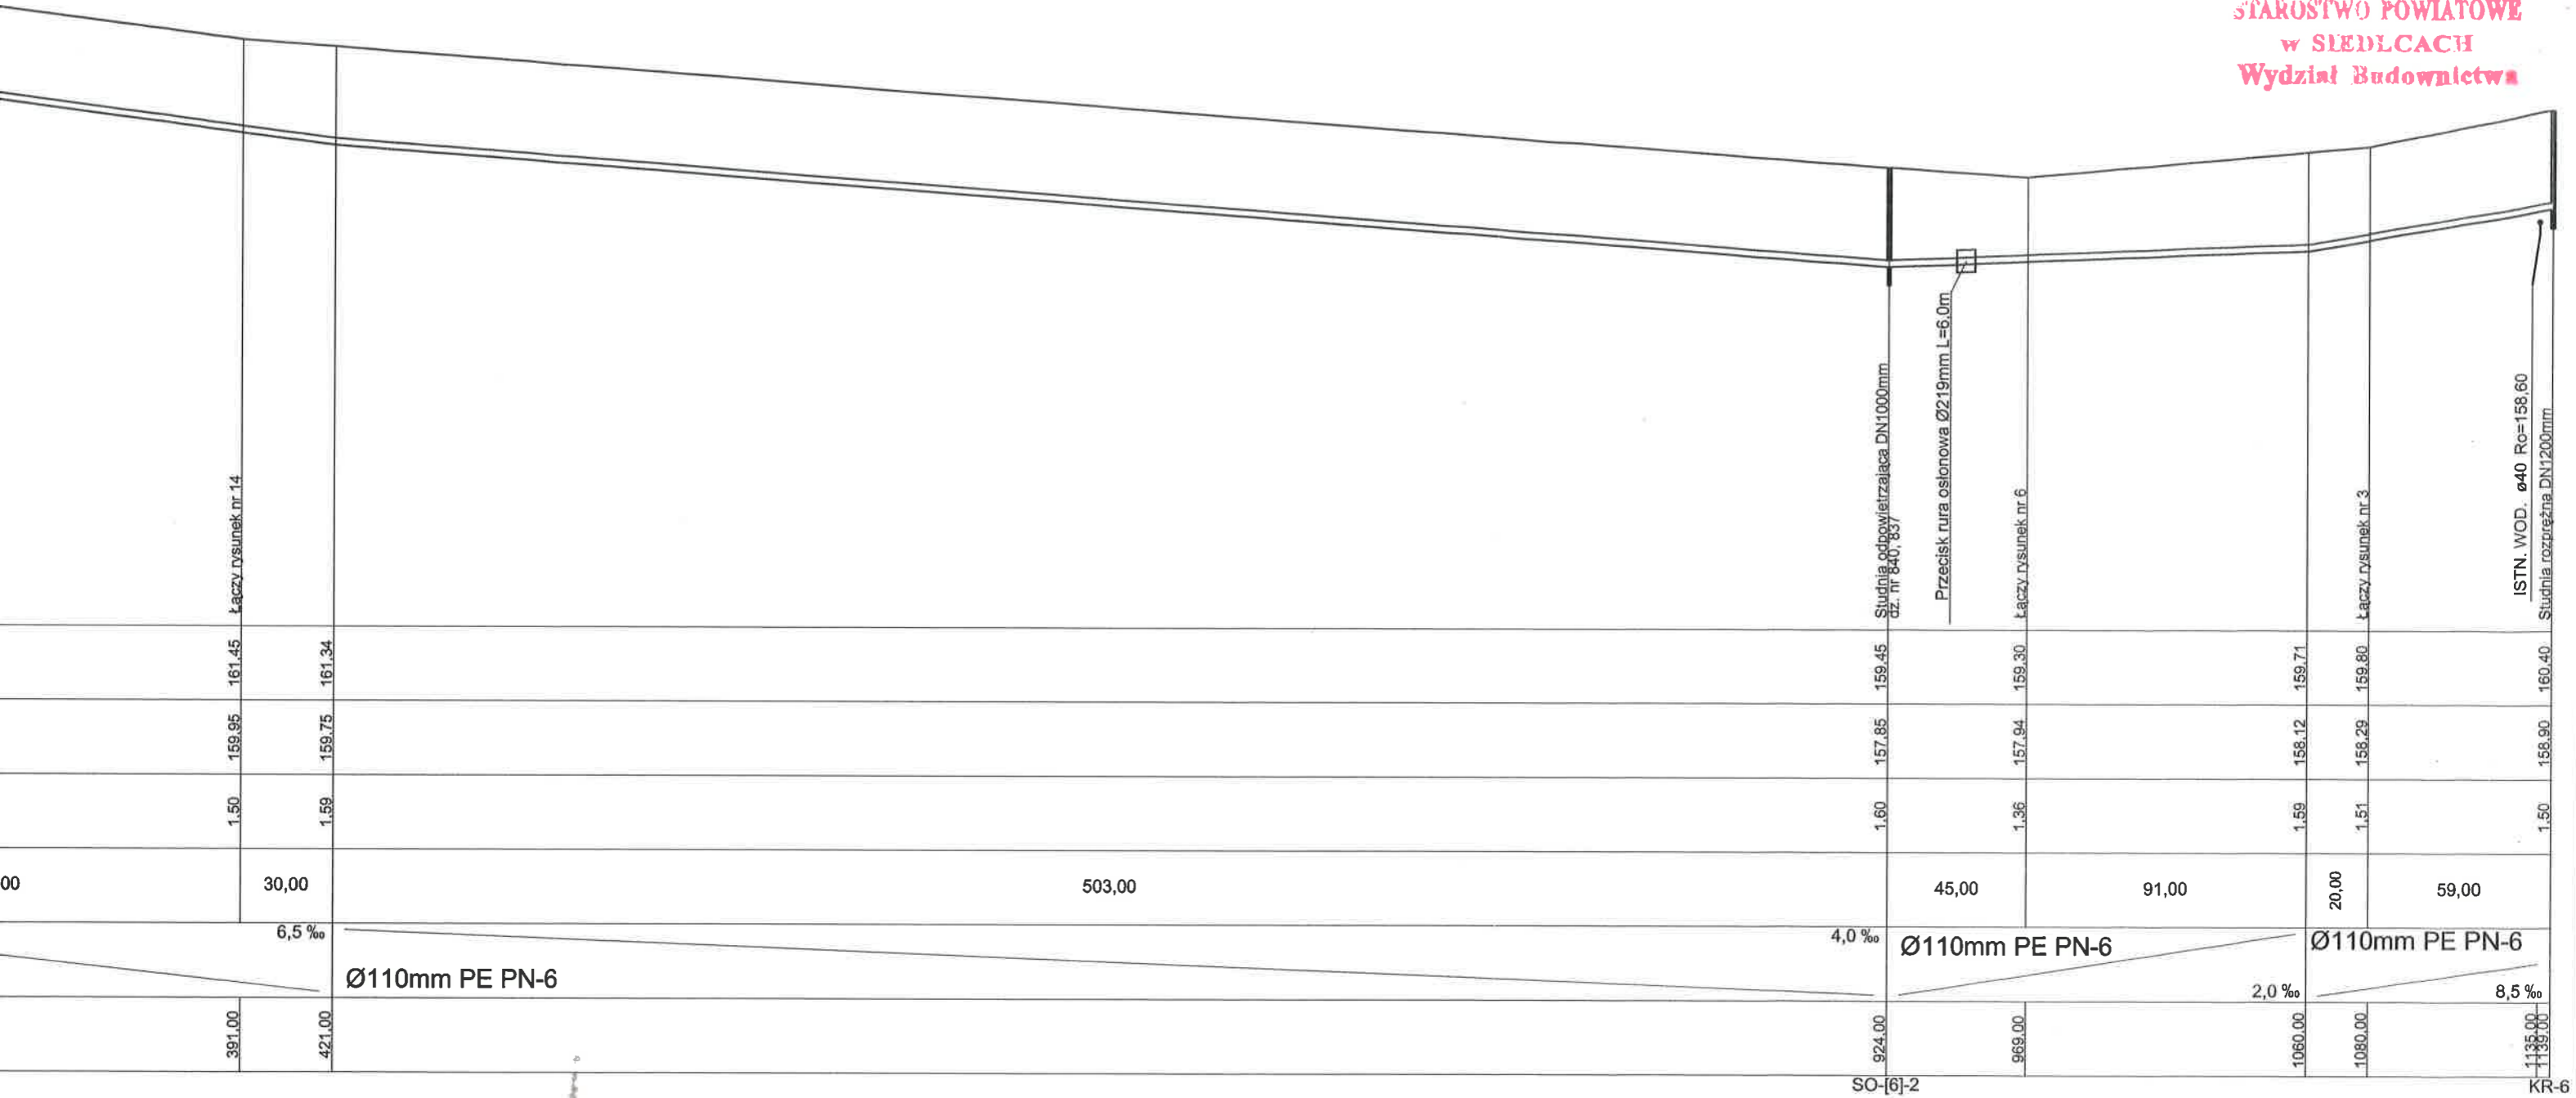 STAROSTWO POWIATOWE
w SIEDLCACH
Wydział Budownictwa
Łączy rysunek nr 14
Studnia odpowietrzająca DN1000mm
dz. nr 840, 837
Przecisk rura osłonowa Ø219mm L=6,0m
Łączy rysunek nr 6
Łączy rysunek nr 3
ISTN. WOD. ø40 Ro=158,60
Studnia rozprężna DN1200mm
161.45 161.34 159.45 159.30 159.71 159.80 160.40
159.95 159.75 157.85 157.94 158.12 158.29 158.90
1.50 1.59 1.60 1.36 1.59 1.51 1.50
00 30,00 503,00 45,00 91,00 20,00 59,00
6,5 ‰ 4,0 ‰ Ø110mm PE PN-6 Ø110mm PE PN-6
Ø110mm PE PN-6 2,0 ‰ 8,5 ‰
391.00 421.00 924.00 969.00 1060.00 1080.00 1135.00 1139.00
SO-[6]-2 KR-6